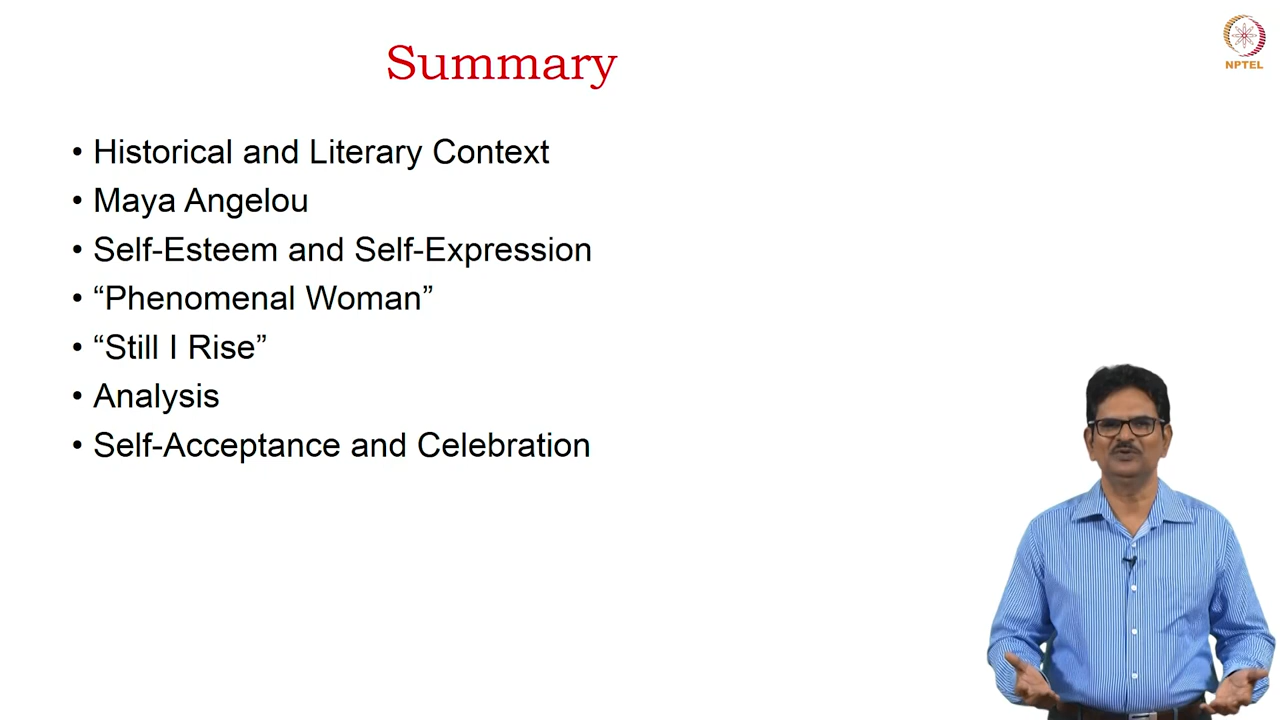 Summary
NPTEL
• Historical and Literary Context
• Maya Angelou
• Self-Esteem and Self-Expression
• “Phenomenal Woman”
• “Still I Rise”
• Analysis
• Self-Acceptance and Celebration